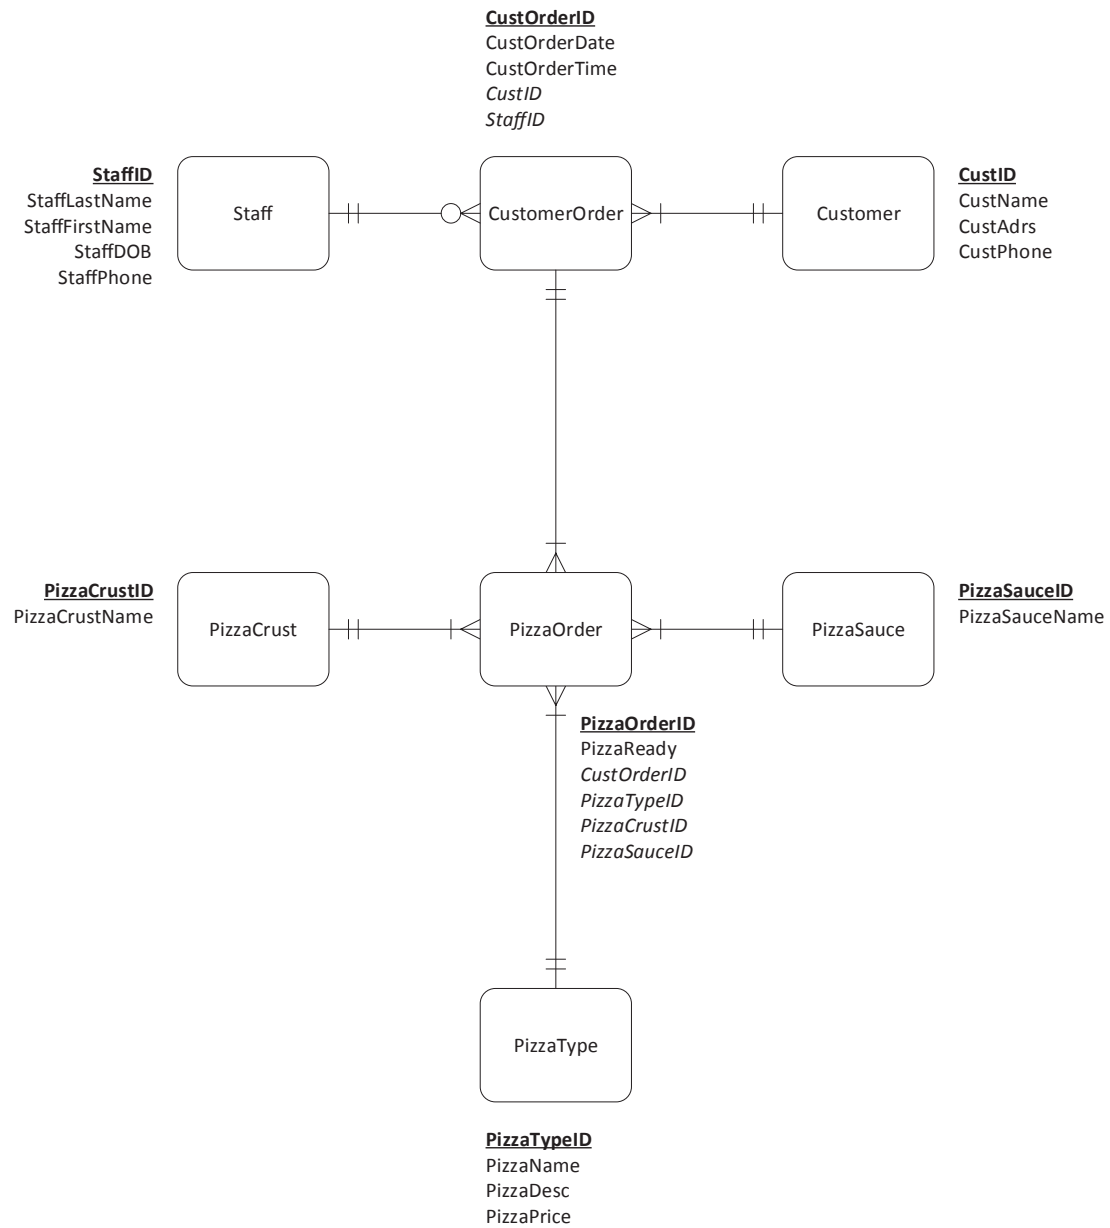 CustOrderID
CustOrderDate
CustOrderTime
CustID
StaffID
StaffID
StaffLastName
StaffFirstName
StaffDOB
StaffPhone
Staff
CustomerOrder
Customer
CustID
CustName
CustAdrs
CustPhone
PizzaCrustID
PizzaCrustName
PizzaCrust
PizzaOrder
PizzaSauce
PizzaSauceID
PizzaSauceName
PizzaOrderID
PizzaReady
CustOrderID
PizzaTypeID
PizzaCrustID
PizzaSauceID
PizzaType
PizzaTypeID
PizzaName
PizzaDesc
PizzaPrice